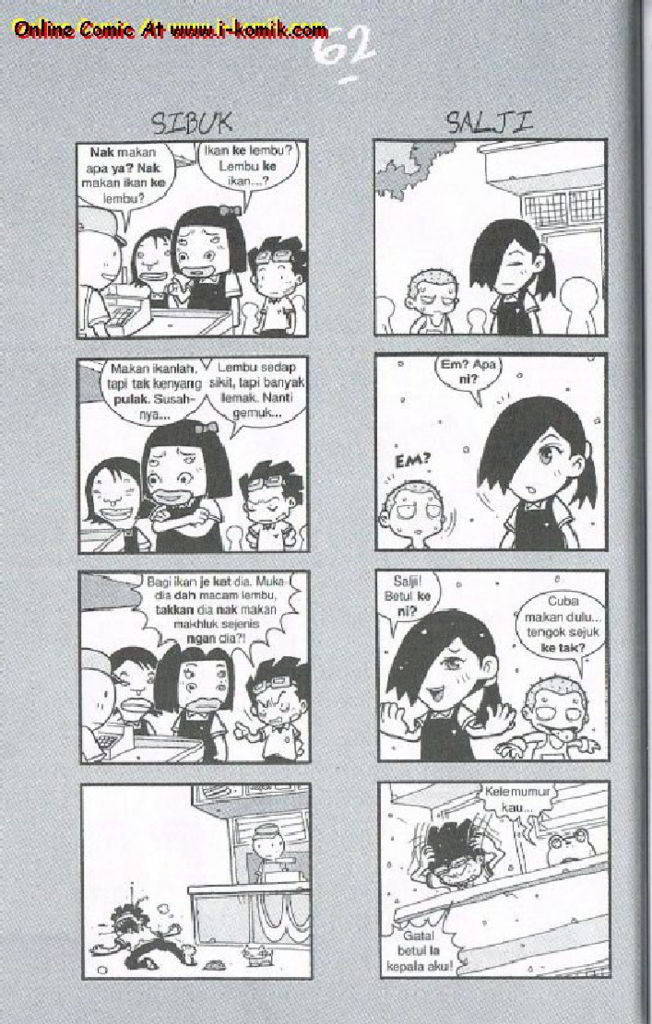 Online Comic At www.i-komik.com
62
SIBUK
Nak makan
apa ya? Nak
makan ikan ke
lembu?
Ikan ke lembu?
Lembu ke
ikan...?
Makan ikanlah,
tapi tak kenyang
pulak. Susah-
nya...
Lembu sedap
sikit, tapi banyak
lemak. Nanti
gemuk...
Bagi ikan je kat dia. Muka
dia dah macam lembu,
takkan dia nak makan
makhluk sejenis
ngan dia?!
SALJI
Em? Apa
ni?
EM?
Salji!
Betul ke
ni?
Cuba
makan dulu...
tengok sejuk
ke tak?
Kelemumur
kau...
Gatal
betul la
kepala aku!